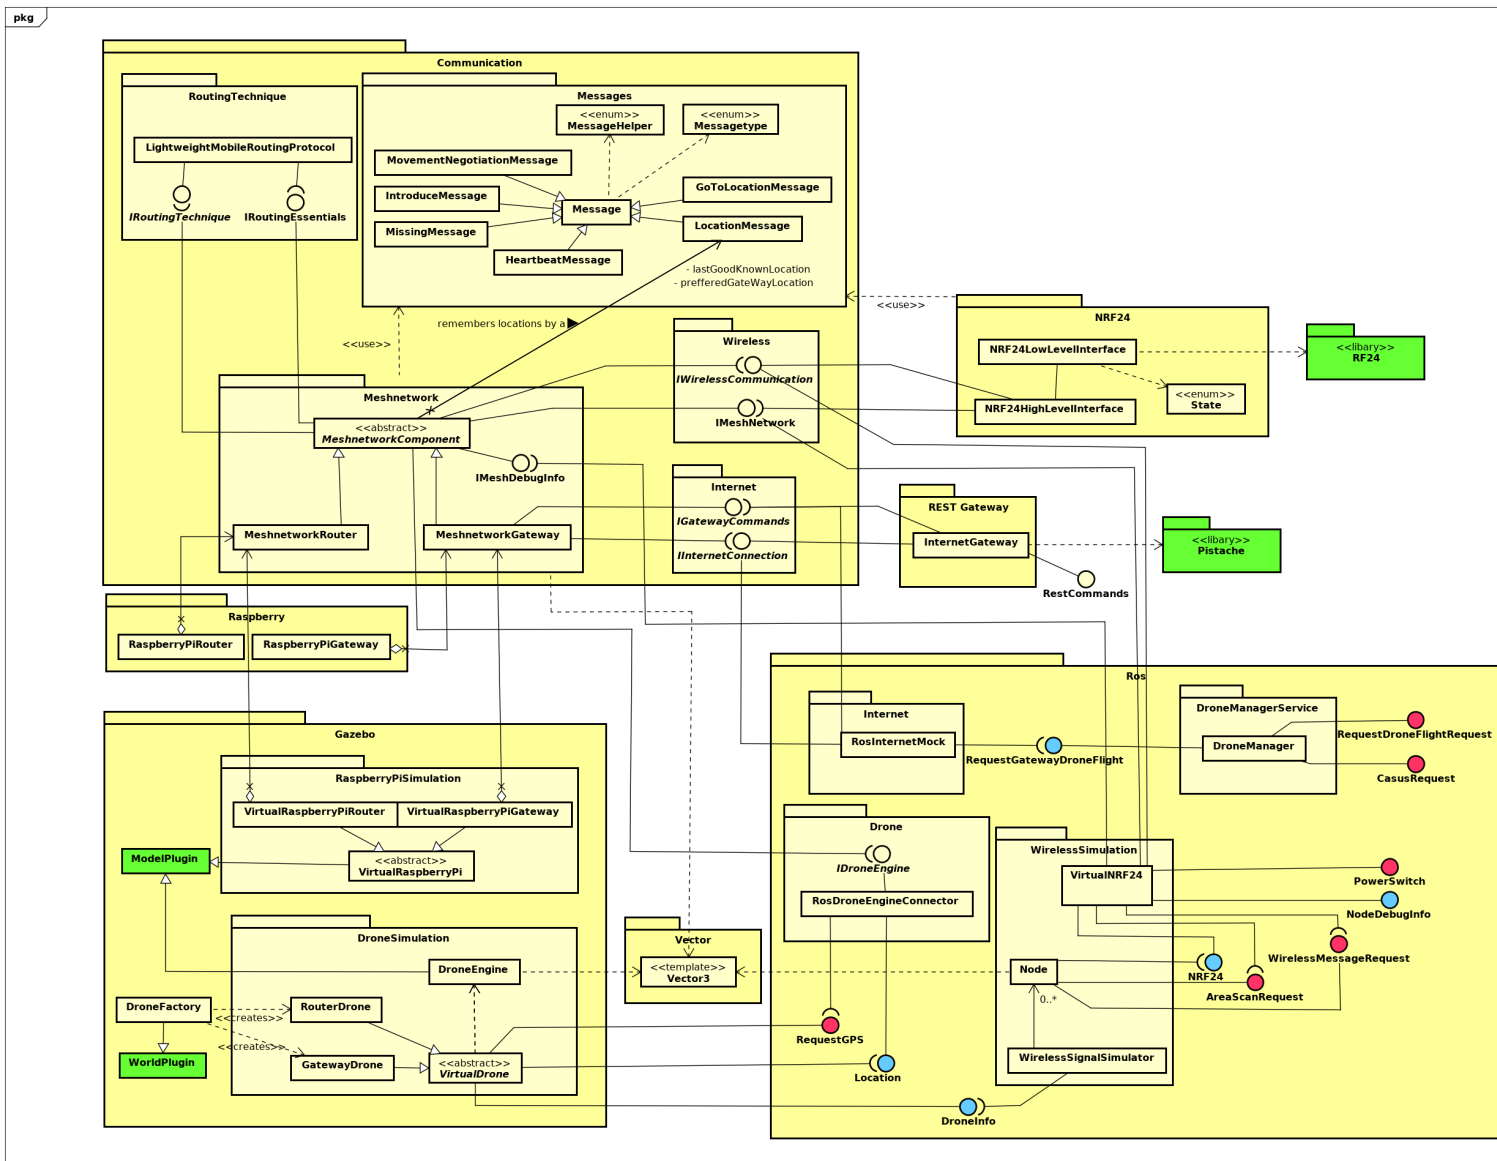 pkg
Communication
RoutingTechnique
LightweightMobileRoutingProtocol
IRoutingTechnique
IRoutingEssentials
Messages
<<enum>>
MessageHelper
<<enum>>
Messagetype
MovementNegotiationMessage
IntroduceMessage
MissingMessage
HeartbeatMessage
Message
GoToLocationMessage
LocationMessage
- lastGoodKnownLocation
- prefferedGateWayLocation
remembers locations by a
<<use>>
<<use>>
Wireless
IWirelessCommunication
IMeshNetwork
NRF24
NRF24LowLevelInterface
<<enum>>
State
NRF24HighLevelInterface
<<libary>>
RF24
Meshnetwork
<<abstract>>
MeshnetworkComponent
IMeshDebugInfo
MeshnetworkRouter
MeshnetworkGateway
Internet
IGatewayCommands
IInternetConnection
REST Gateway
InternetGateway
RestCommands
<<libary>>
Pistache
Raspberry
RaspberryPiRouter
RaspberryPiGateway
Ros
Internet
RosInternetMock
RequestGatewayDroneFlight
DroneManagerService
DroneManager
RequestDroneFlightRequest
CasusRequest
Gazebo
RaspberryPiSimulation
VirtualRaspberryPiRouter
VirtualRaspberryPiGateway
<<abstract>>
VirtualRaspberryPi
ModelPlugin
Drone
IDroneEngine
RosDroneEngineConnector
WirelessSimulation
VirtualNRF24
PowerSwitch
NodeDebugInfo
WirelessMessageRequest
NRF24
AreaScanRequest
Node
0..*
WirelessSignalSimulator
DroneSimulation
DroneEngine
DroneFactory
<<creates>>
RouterDrone
<<creates>>
WorldPlugin
GatewayDrone
<<abstract>>
VirtualDrone
Vector
<<template>>
Vector3
RequestGPS
Location
DroneInfo